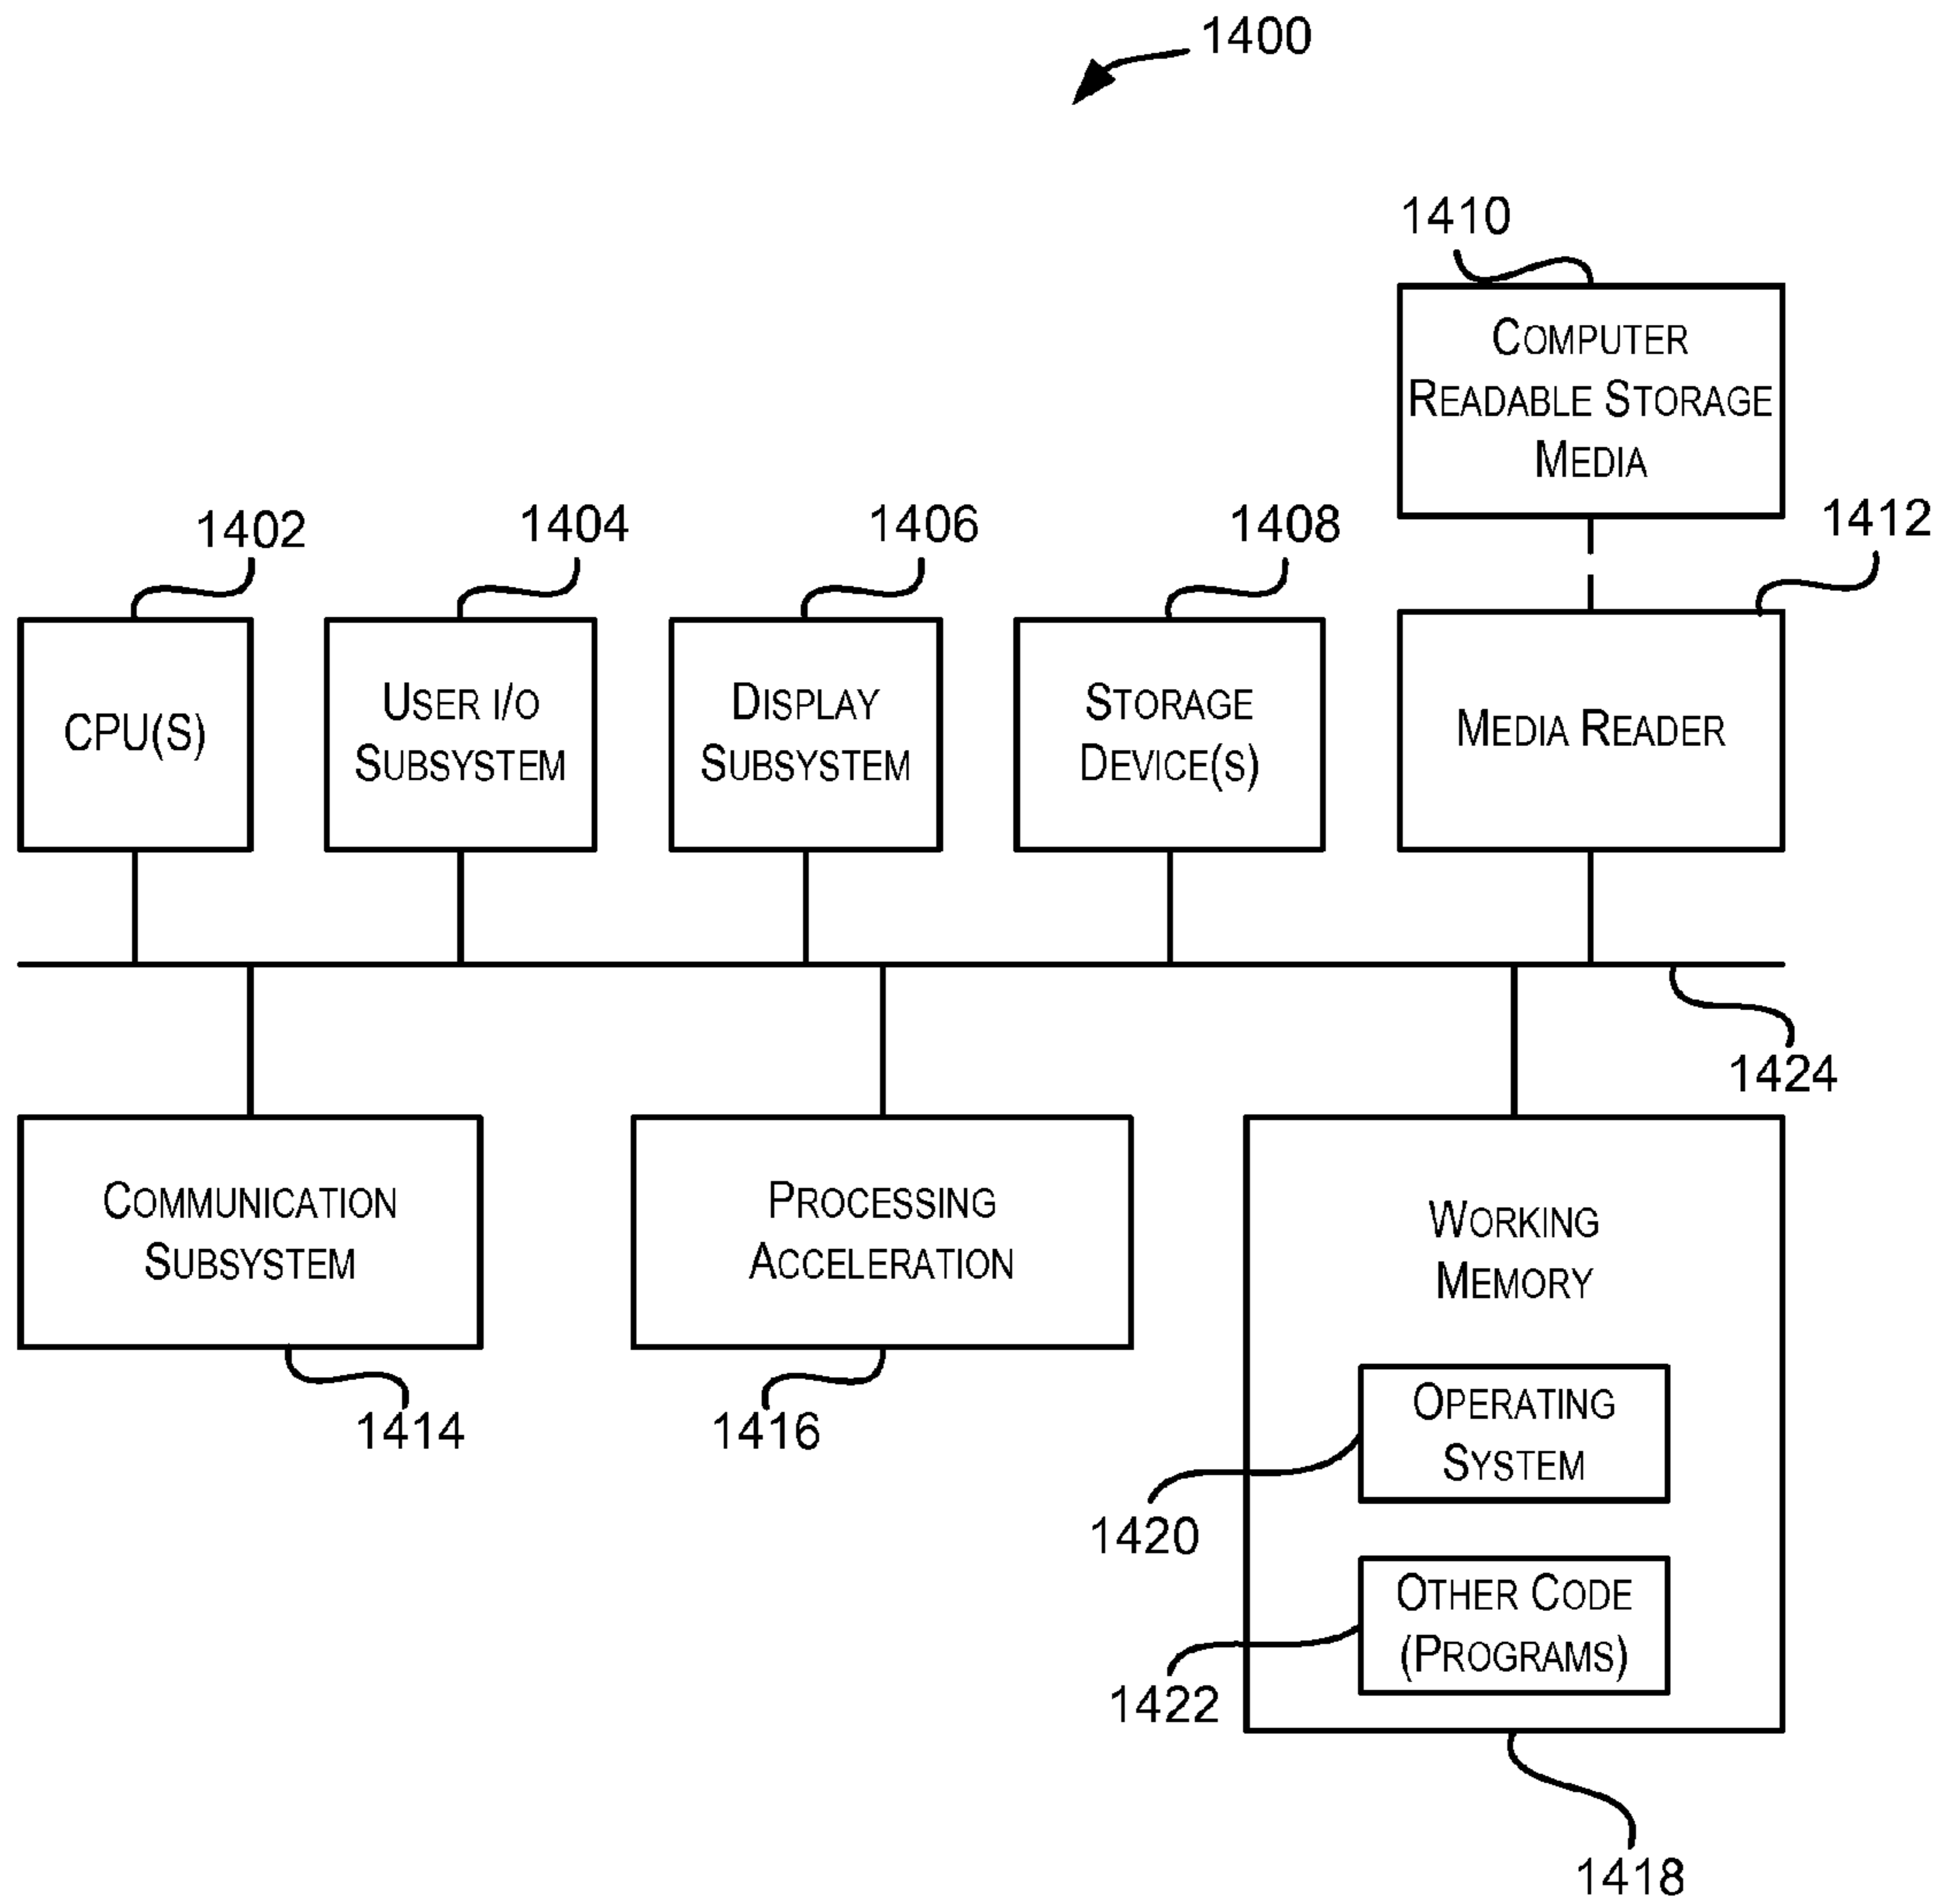 1400
1410
COMPUTER
READABLE STORAGE
MEDIA
1402
1404
1406
1408
1412
CPU(S)
USER I/O
SUBSYSTEM
DISPLAY
SUBSYSTEM
STORAGE
DEVICE(S)
MEDIA READER
1424
COMMUNICATION
SUBSYSTEM
PROCESSING
ACCELERATION
WORKING
MEMORY
1414
1416
OPERATING
SYSTEM
1420
OTHER CODE
(PROGRAMS)
1422
1418